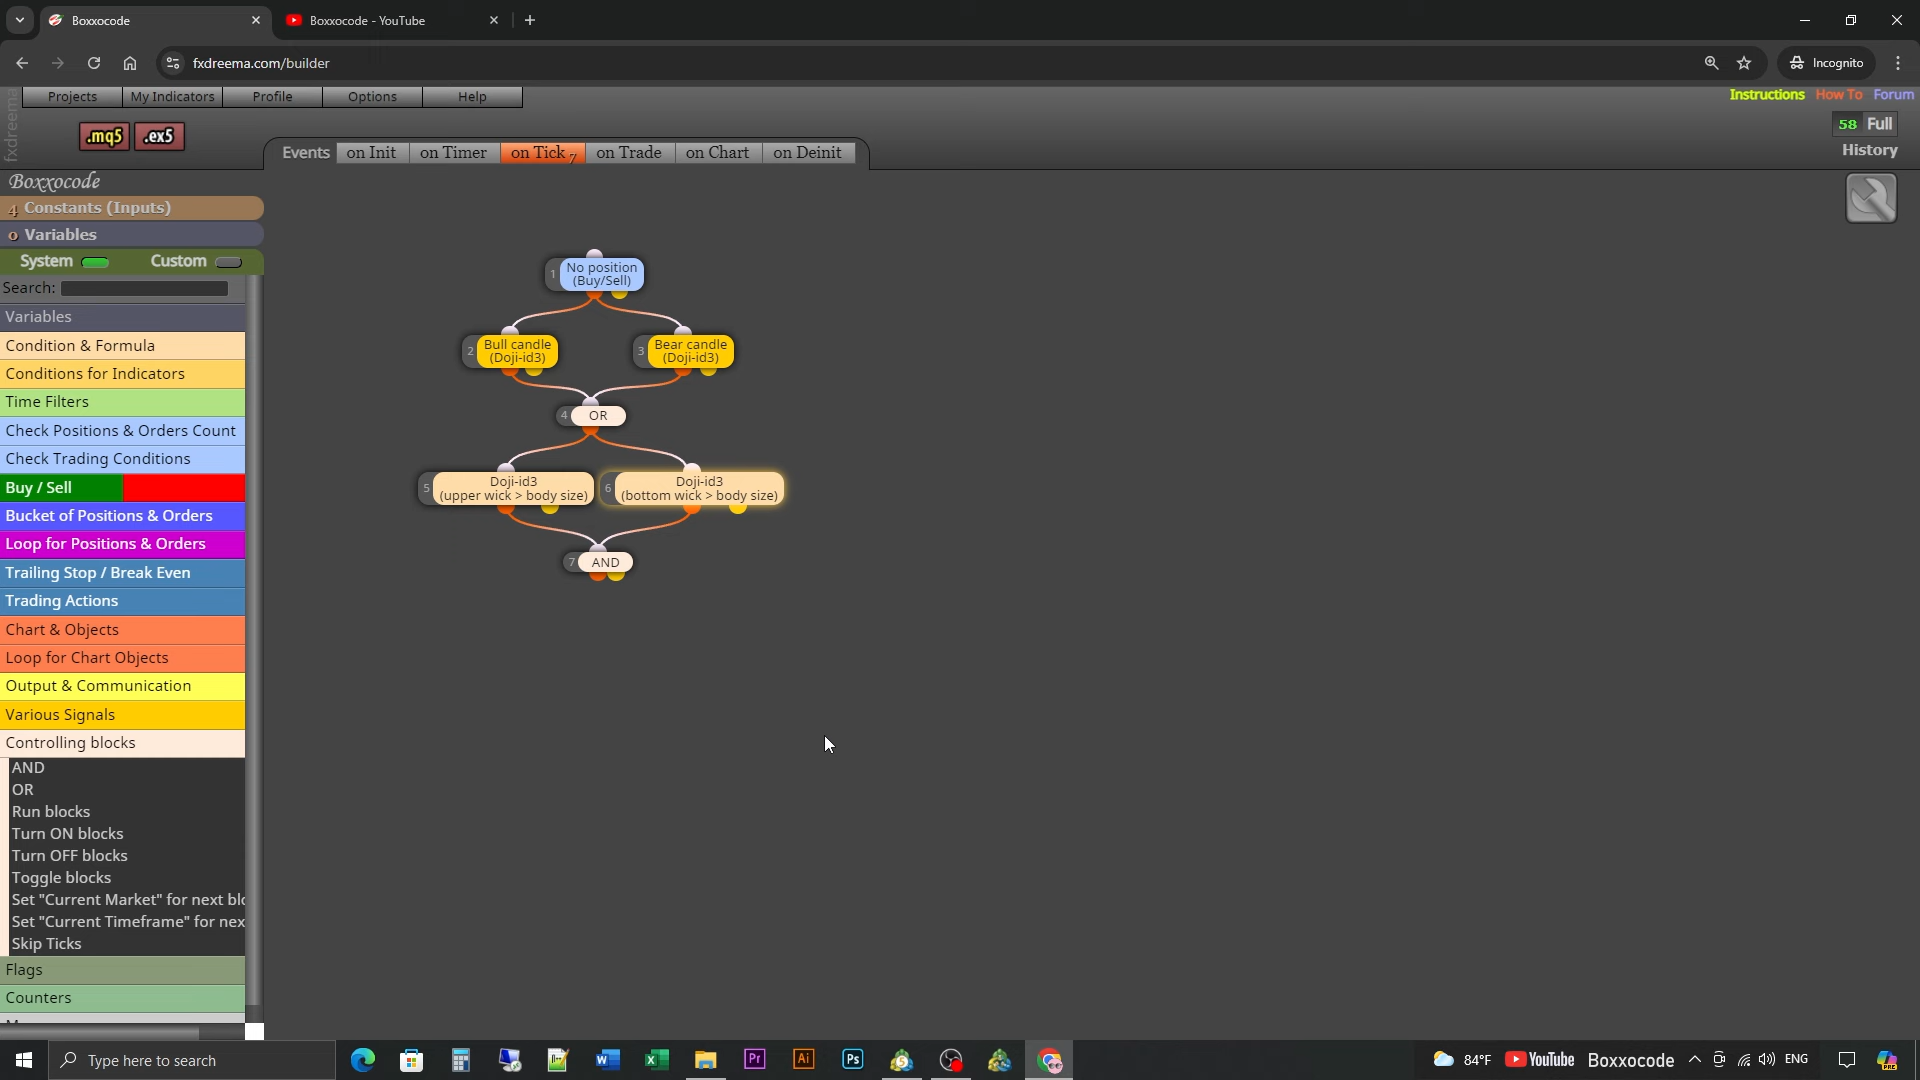 Boxxocode
Boxxocode - YouTube
fxdreema.com/builder
Incognito
Projects
My Indicators
Profile
Options
Help
Instructions
How To
Forum
fxdreema
.mq5
.ex5
58 Full
Events
on Init
on Timer
on Tick 7
on Trade
on Chart
on Deinit
History
Boxxocode
4 Constants (Inputs)
0 Variables
System
Custom
Search:
Variables
Condition & Formula
Conditions for Indicators
Time Filters
Check Positions & Orders Count
Check Trading Conditions
Buy / Sell
Bucket of Positions & Orders
Loop for Positions & Orders
Trailing Stop / Break Even
Trading Actions
Chart & Objects
Loop for Chart Objects
Output & Communication
Various Signals
Controlling blocks
AND
OR
Run blocks
Turn ON blocks
Turn OFF blocks
Toggle blocks
Set "Current Market" for next blo
Set "Current Timeframe" for nex
Skip Ticks
Flags
Counters
1
No position
(Buy/Sell)
2
Bull candle
(Doji-id3)
3
Bear candle
(Doji-id3)
4
OR
5
Doji-id3
(upper wick > body size)
6
Doji-id3
(bottom wick > body size)
7
AND
Type here to search
84°F
YouTube
Boxxocode
ENG